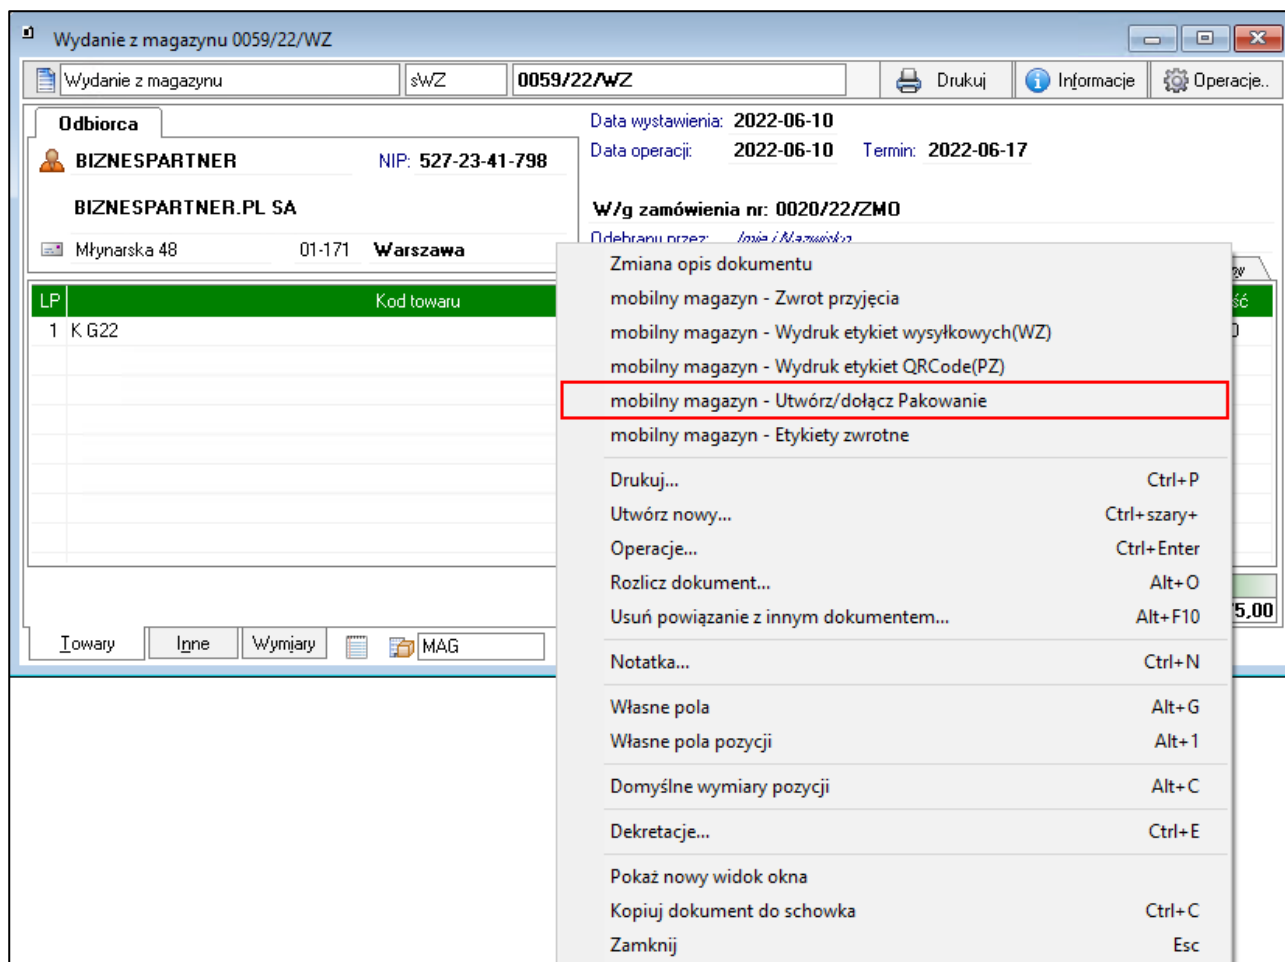 Wydanie z magazynu 0059/22/WZ
Wydanie z magazynu sWZ 0059/22/WZ Drukuj Informacje Operacje..
Odbiorca
BIZNESPARTNER NIP: 527-23-41-798
BIZNESPARTNER.PL SA
Młynarska 48 01-171 Warszawa
Data wystawienia: 2022-06-10
Data operacji: 2022-06-10 Termin: 2022-06-17
W/g zamówienia nr: 0020/22/ZMO
Odebrany przez: Imię i Nazwisko
LP Kod towaru
1 K G22
Zmiana opis dokumentu
mobilny magazyn - Zwrot przyjęcia
mobilny magazyn - Wydruk etykiet wysyłkowych(WZ)
mobilny magazyn - Wydruk etykiet QRCode(PZ)
mobilny magazyn - Utwórz/dołącz Pakowanie
mobilny magazyn - Etykiety zwrotne
Drukuj... Ctrl+P
Utwórz nowy... Ctrl+szary+
Operacje... Ctrl+Enter
Rozlicz dokument... Alt+O
Usuń powiązanie z innym dokumentem... Alt+F10
Notatka... Ctrl+N
Własne pola Alt+G
Własne pola pozycji Alt+1
Domyślne wymiary pozycji Alt+C
Dekretacje... Ctrl+E
Pokaż nowy widok okna
Kopiuj dokument do schowka Ctrl+C
Zamknij Esc
5,00
Towary Inne Wymiary MAG